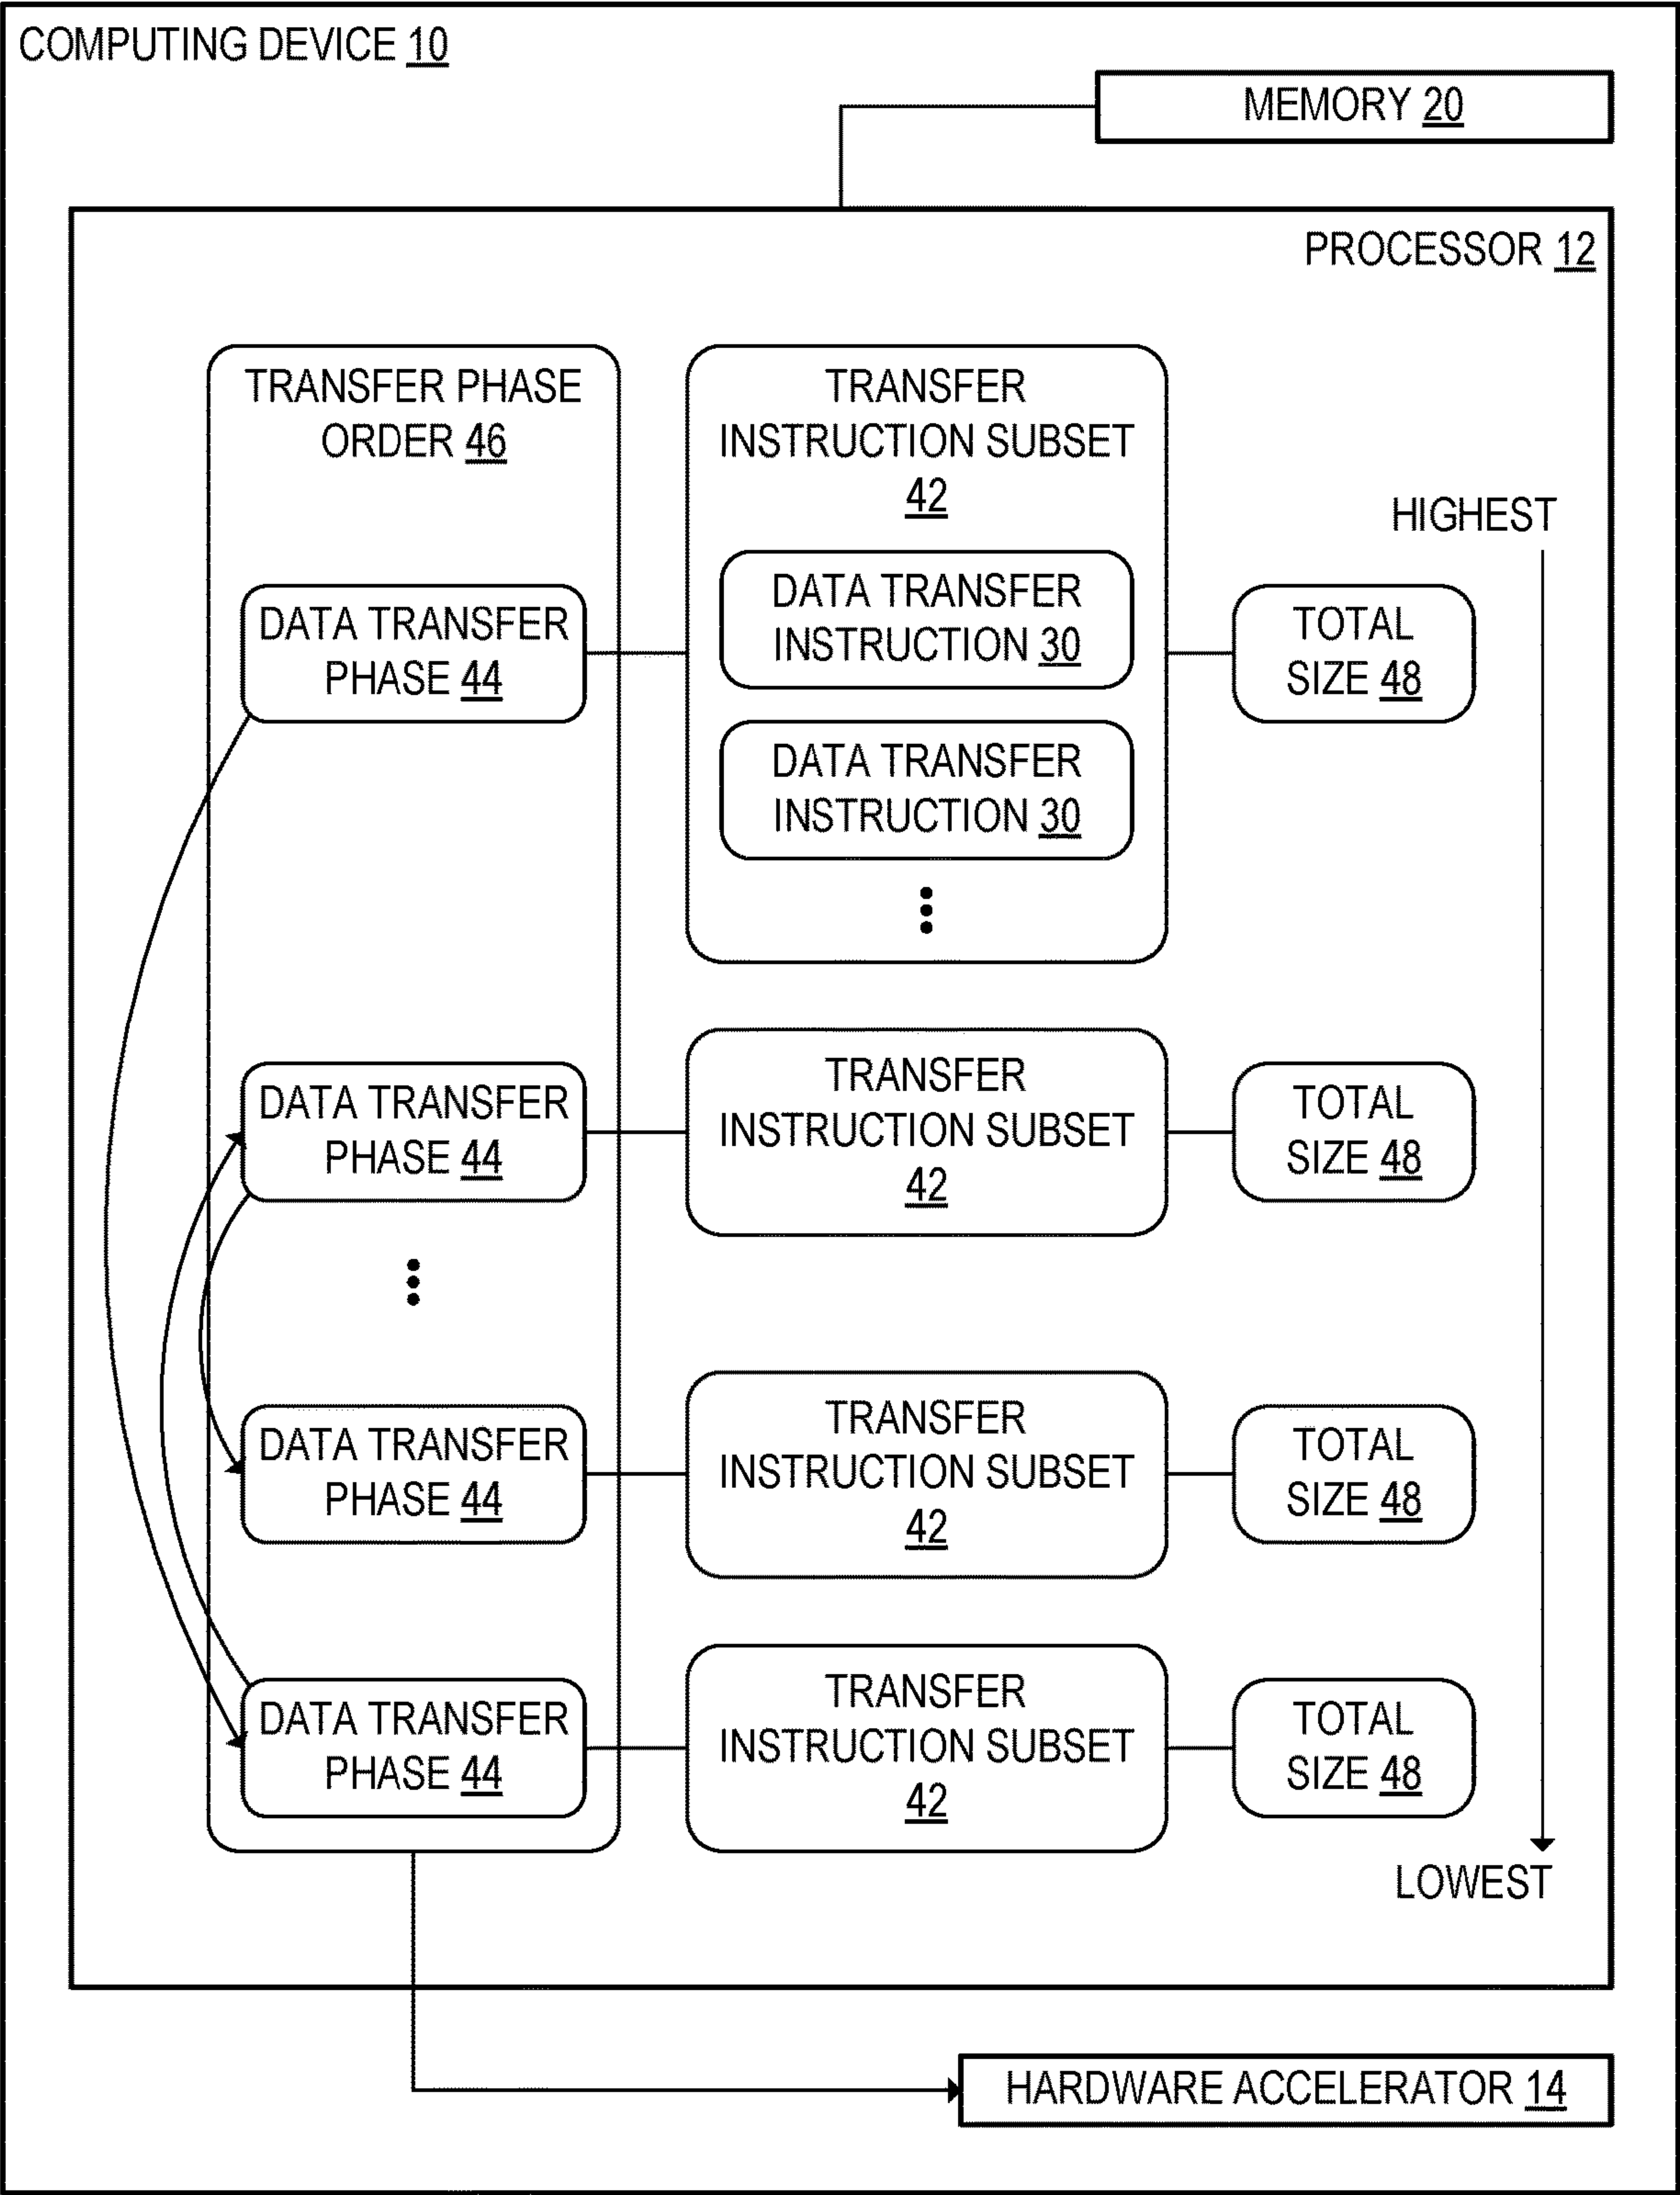 COMPUTING DEVICE 10
MEMORY 20
PROCESSOR 12
TRANSFER PHASE
ORDER 46
TRANSFER
INSTRUCTION SUBSET
42
HIGHEST
DATA TRANSFER
PHASE 44
DATA TRANSFER
INSTRUCTION 30
DATA TRANSFER
INSTRUCTION 30
TOTAL
SIZE 48
DATA TRANSFER
PHASE 44
TRANSFER
INSTRUCTION SUBSET
42
TOTAL
SIZE 48
DATA TRANSFER
PHASE 44
TRANSFER
INSTRUCTION SUBSET
42
TOTAL
SIZE 48
DATA TRANSFER
PHASE 44
TRANSFER
INSTRUCTION SUBSET
42
TOTAL
SIZE 48
LOWEST
HARDWARE ACCELERATOR 14